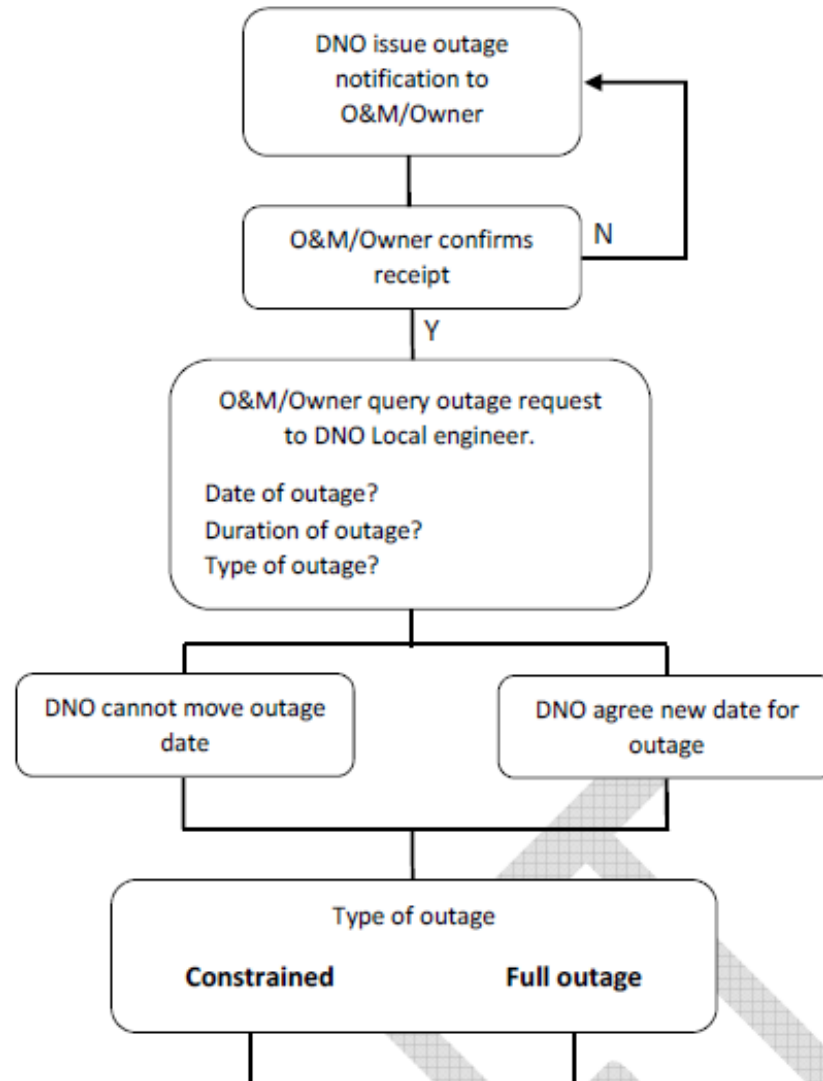 DNO issue outage
notification to
O&M/Owner
O&M/Owner confirms
receipt
N
Y
O&M/Owner query outage request
to DNO Local engineer.
Date of outage?
Duration of outage?
Type of outage?
DNO cannot move outage
date
DNO agree new date for
outage
Type of outage
Constrained Full outage